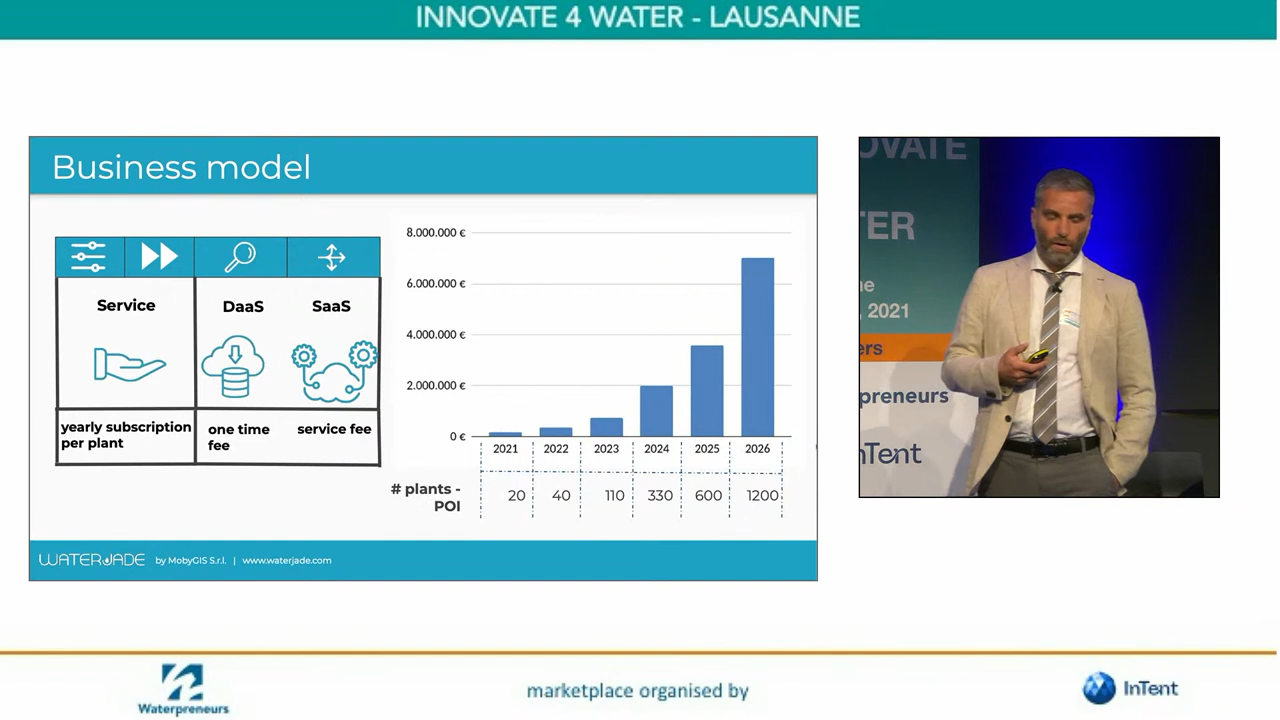 INNOVATE 4 WATER - LAUSANNE
Business model
Service
DaaS
SaaS
yearly subscription
per plant
one time
fee
service fee
8.000.000 €
6.000.000 €
4.000.000 €
2.000.000 €
0 €
2021 2022 2023 2024 2025 2026
# plants -
POI
20 40 110 330 600 1200
WATERJADE by MobyGIS S.r.l. | www.waterjade.com
OVATE
ER
ne
, 2021
ers
preneurs
nTent
Waterpreneurs
marketplace organised by
InTent